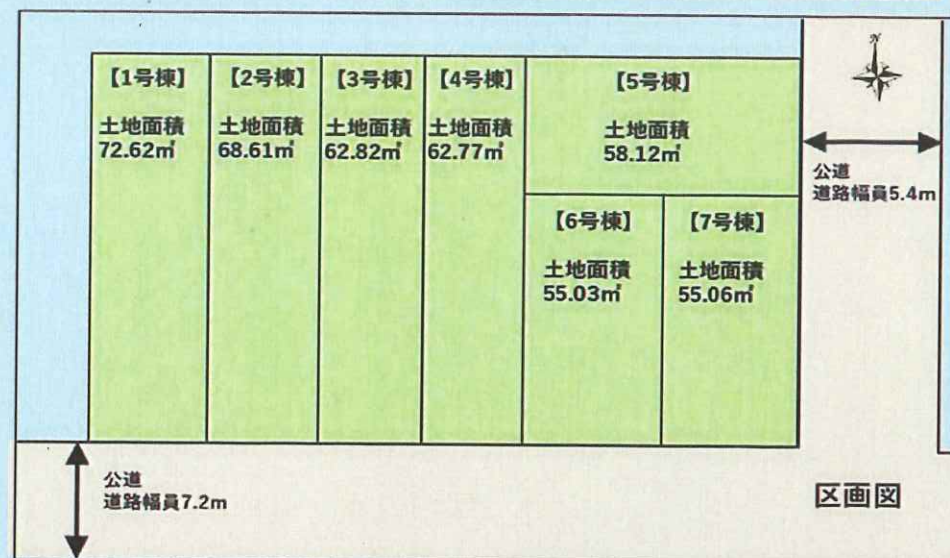 【1号棟】
土地面積
72.62㎡
【2号棟】
土地面積
68.61㎡
【3号棟】
土地面積
62.82㎡
【4号棟】
土地面積
62.77㎡
【5号棟】
土地面積
58.12㎡
【6号棟】
土地面積
55.03㎡
【7号棟】
土地面積
55.06㎡
N
公道
道路幅員5.4m
公道
道路幅員7.2m
区画図